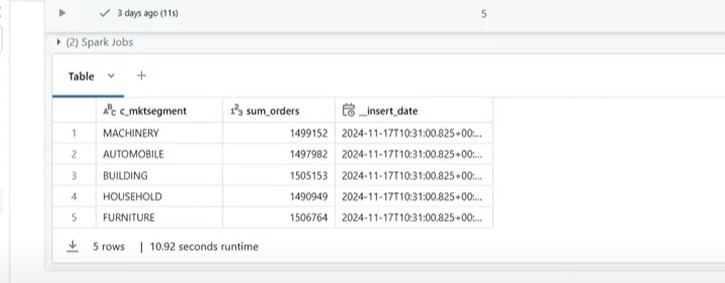 3 days ago (11s) 5
(2) Spark Jobs
Table +
ABC c_mktsegment 123 sum_orders _insert_date
1 MACHINERY 1499152 2024-11-17T10:31:00.825+00:...
2 AUTOMOBILE 1497982 2024-11-17T10:31:00.825+00:...
3 BUILDING 1505153 2024-11-17T10:31:00.825+00:...
4 HOUSEHOLD 1490949 2024-11-17T10:31:00.825+00:...
5 FURNITURE 1506764 2024-11-17T10:31:00.825+00:...
5 rows | 10.92 seconds runtime